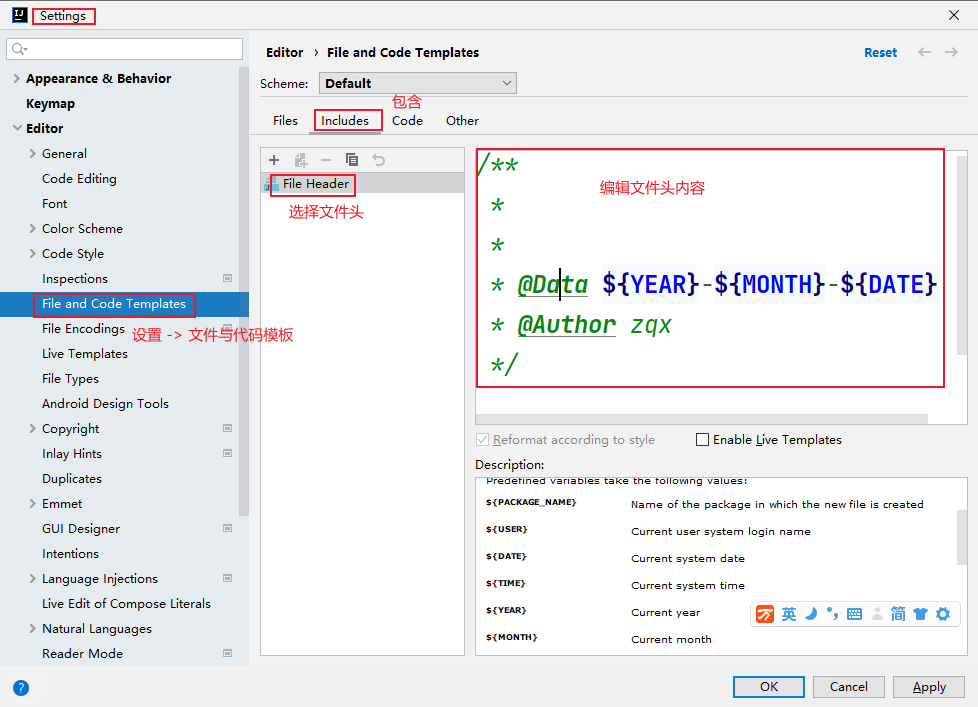 Settings
Editor › File and Code Templates
Reset
Scheme: Default
包含
Files Includes Code Other
Appearance & Behavior
Keymap
Editor
General
Code Editing
Font
Color Scheme
Code Style
Inspections
File and Code Templates
File Encodings
设置 -> 文件与代码模板
Live Templates
File Types
Android Design Tools
Copyright
Inlay Hints
Duplicates
Emmet
GUI Designer
Intentions
Language Injections
Live Edit of Compose Literals
Natural Languages
Reader Mode
File Header
选择文件头
/**
编辑文件头内容
*
*
* @Data ${YEAR}-${MONTH}-${DATE}
* @Author zqx
*/
Reformat according to style
Enable Live Templates
Description:
Predefined variables take the following values:
${PACKAGE_NAME} Name of the package in which the new file is created
${USER} Current user system login name
${DATE} Current system date
${TIME} Current system time
${YEAR} Current year
${MONTH} Current month
万 英 简
OK Cancel Apply